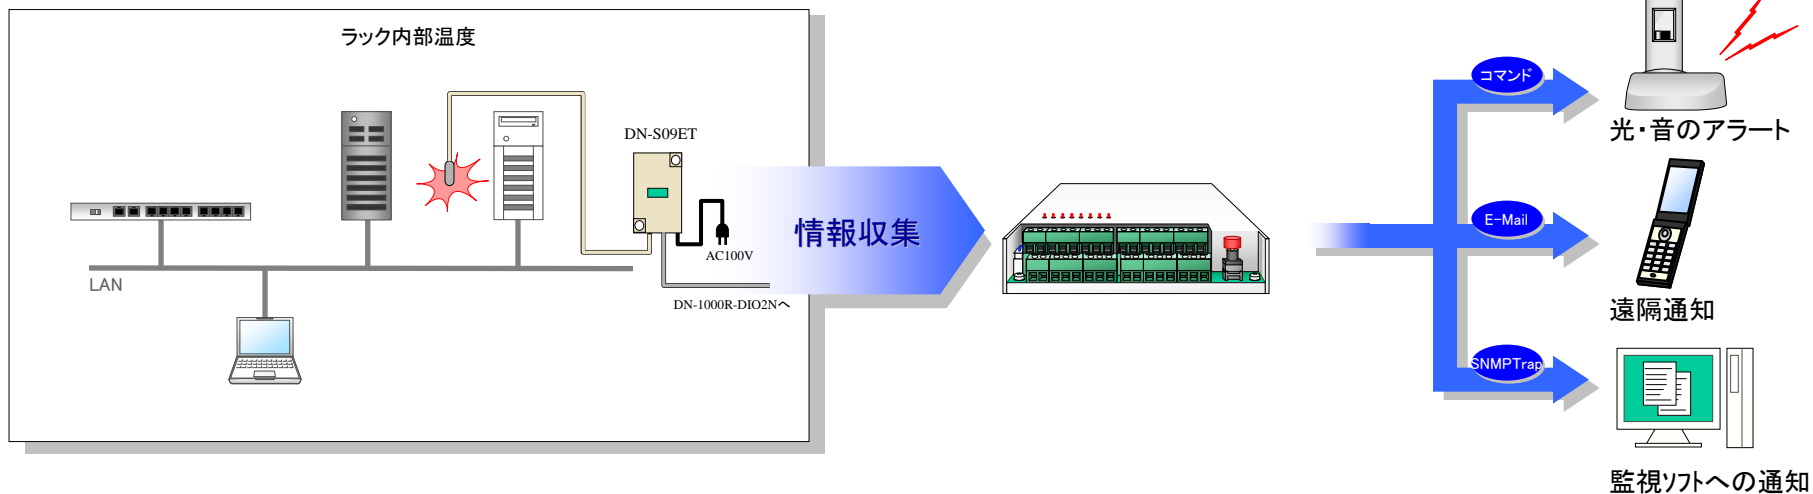 ラック内部温度
DN-S09ET
AC100V
LAN
DN-1000R-DIO2Nへ
情報収集
コマンド
光・音のアラート
E-Mail
遠隔通知
SNMPTrap
監視ソフトへの通知